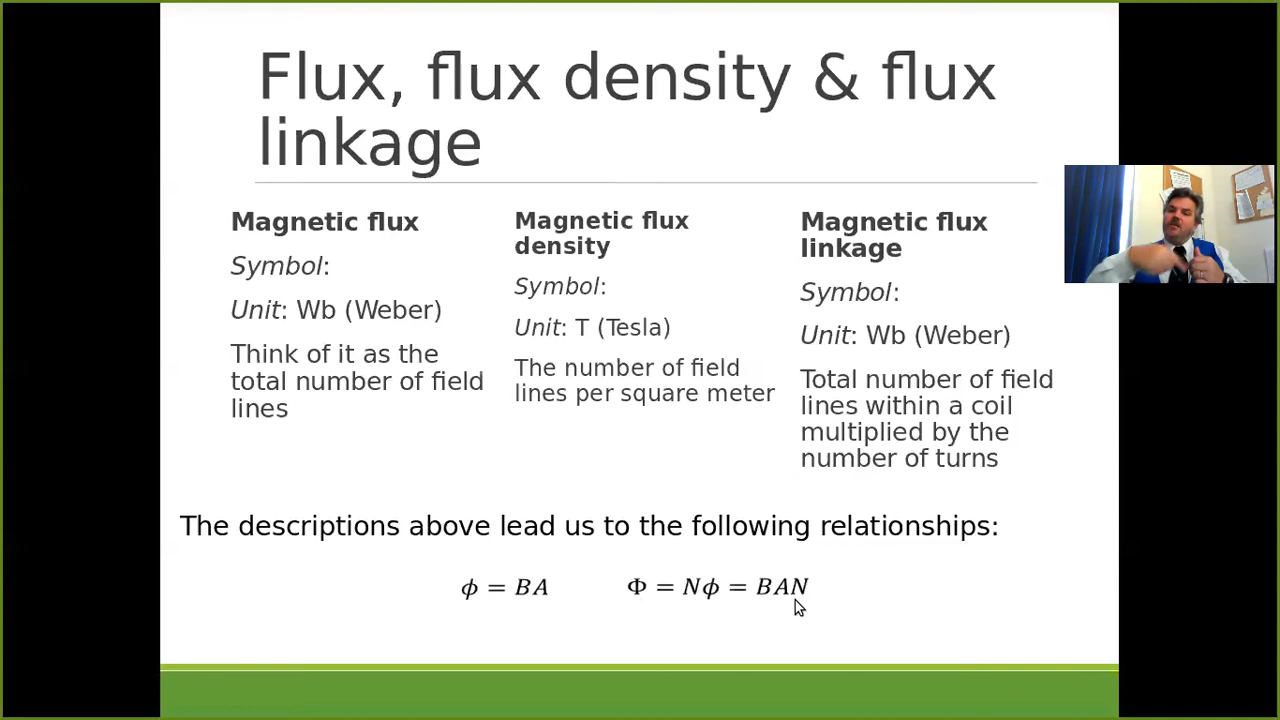 Flux, flux density & flux
linkage
Magnetic flux
Symbol:
Unit: Wb (Weber)
Think of it as the
total number of field
lines
Magnetic flux
density
Symbol:
Unit: T (Tesla)
The number of field
lines per square meter
Magnetic flux
linkage
Symbol:
Unit: Wb (Weber)
Total number of field
lines within a coil
multiplied by the
number of turns
The descriptions above lead us to the following relationships:
ϕ = BA
Φ = Nϕ = BAN